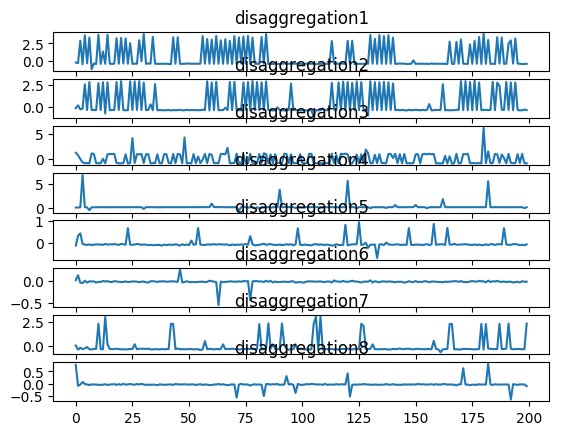 disaggregation1
2.5
0.0
disaggregation2
2.5
0.0
disaggregation3
5
0
disaggregation4
5
0
disaggregation5
1
0
disaggregation6
0.0
−0.5
disaggregation7
2.5
0.0
disaggregation8
0.5
0.0
−0.5
0 25 50 75 100 125 150 175 200